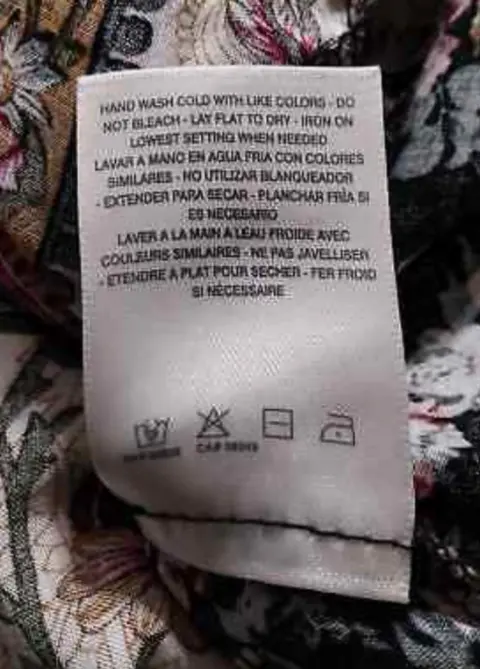 HAND WASH COLD WITH LIKE COLORS - DO
NOT BLEACH - LAY FLAT TO DRY - IRON ON
LOWEST SETTING WHEN NEEDED
LAVAR A MANO EN AGUA FRIA CON COLORES
SIMILARES - NO UTILIZAR BLANQUEADOR
- EXTENDER PARA SECAR - PLANCHAR FRIA SI
ES NECESARIO
LAVER A LA MAIN A LEAU FROIDE AVEC
COULEURS SIMILAIRES - NE PAS JAVELLISER
- ETENDRE A PLAT POUR SECHER - FER FROID
SI NECESSAIRE